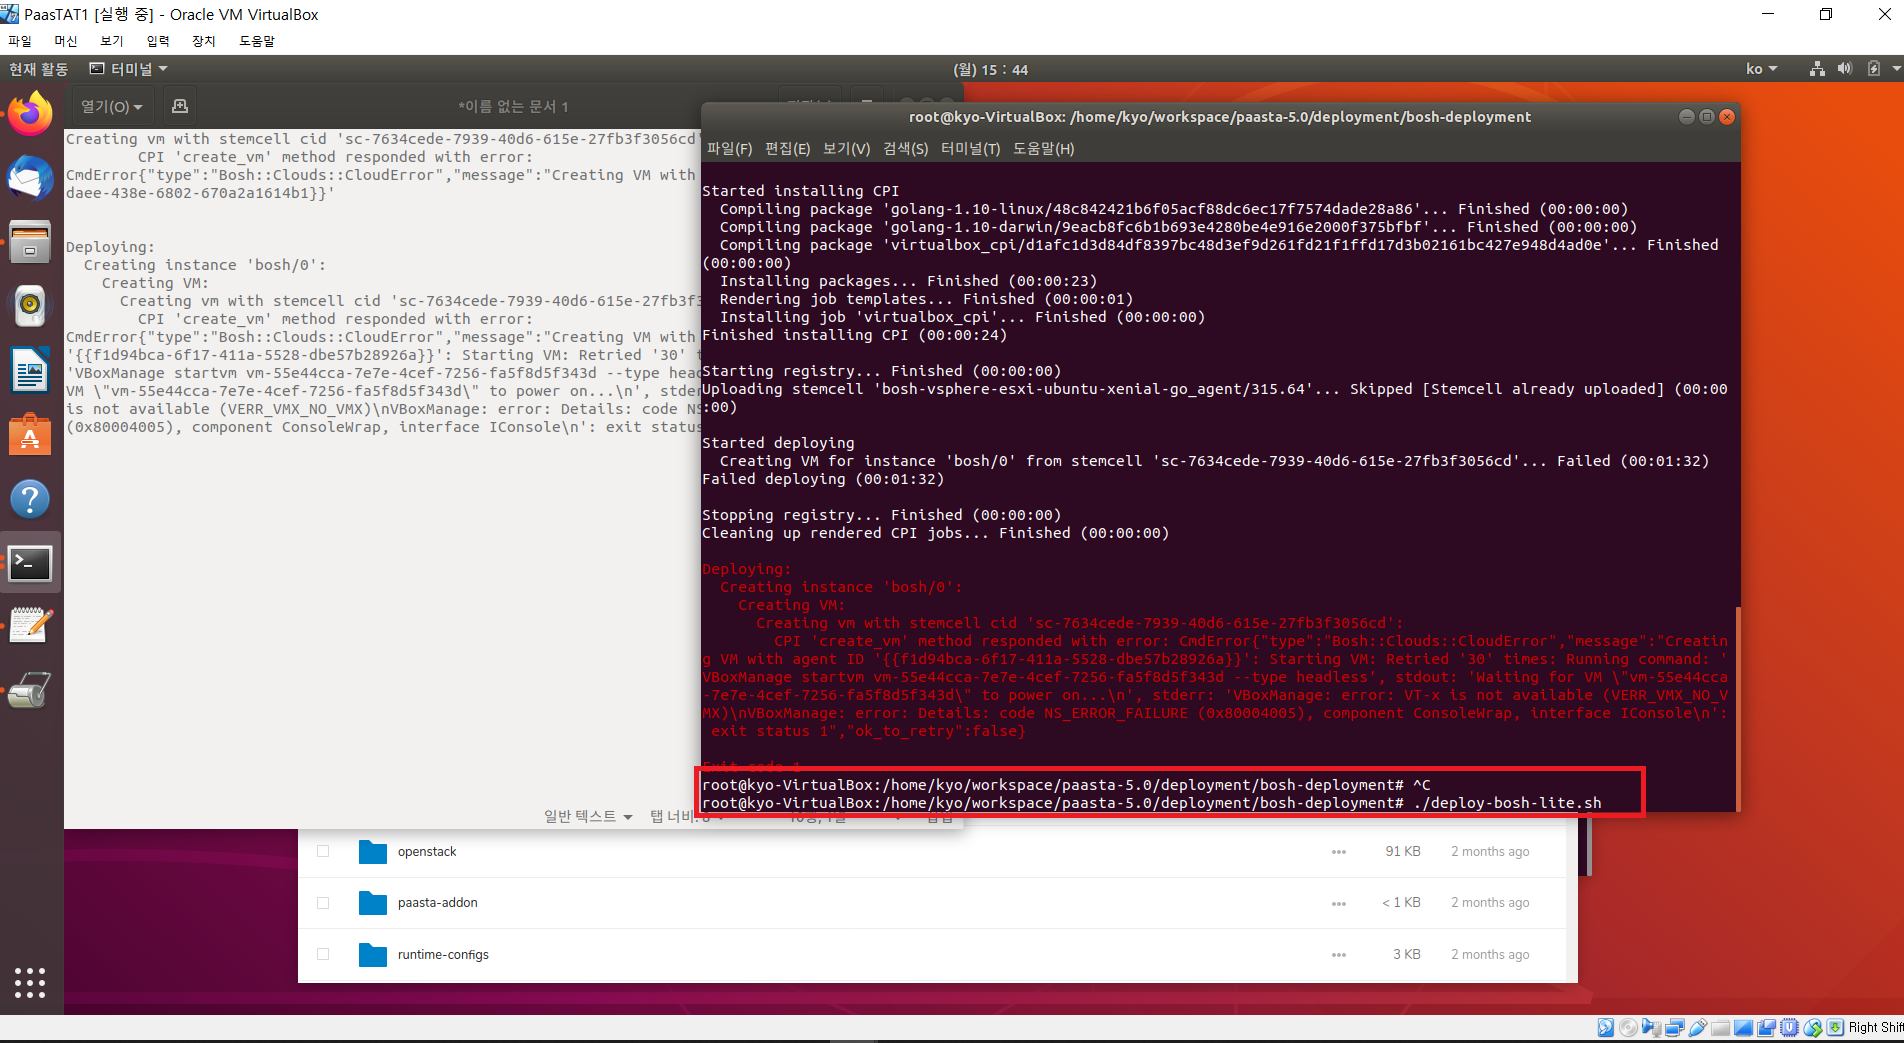 PaasTAT1 [실행 중] - Oracle VM VirtualBox
파일 머신 보기 입력 장치 도움말
현재 활동 터미널 (월) 15 : 44 ko
열기(O) *이름 없는 문서 1
Creating vm with stemcell cid 'sc-7634cede-7939-40d6-615e-27fb3f3056cd'
CPI 'create_vm' method responded with error:
CmdError{"type":"Bosh::Clouds::CloudError","message":"Creating VM with
daee-438e-6802-670a2a1614b1}}'
Deploying:
Creating instance 'bosh/0':
Creating VM:
Creating vm with stemcell cid 'sc-7634cede-7939-40d6-615e-27fb3f3
CPI 'create_vm' method responded with error:
CmdError{"type":"Bosh::Clouds::CloudError","message":"Creating VM with
'{{f1d94bca-6f17-411a-5528-dbe57b28926a}}': Starting VM: Retried '30' t
'VBoxManage startvm vm-55e44cca-7e7e-4cef-7256-fa5f8d5f343d --type head
VM \"vm-55e44cca-7e7e-4cef-7256-fa5f8d5f343d\" to power on...\n', stder
is not available (VERR_VMX_NO_VMX)\nVBoxManage: error: Details: code NS
(0x80004005), component ConsoleWrap, interface IConsole\n': exit status
일반 텍스트 탭 너비: 8
root@kyo-VirtualBox: /home/kyo/workspace/paasta-5.0/deployment/bosh-deployment
파일(F) 편집(E) 보기(V) 검색(S) 터미널(T) 도움말(H)
Started installing CPI
Compiling package 'golang-1.10-linux/48c842421b6f05acf88dc6ec17f7574dade28a86'... Finished (00:00:00)
Compiling package 'golang-1.10-darwin/9eacb8fc6b1b693e4280be4e916e2000f375bfbf'... Finished (00:00:00)
Compiling package 'virtualbox_cpi/d1afc1d3d84df8397bc48d3ef9d261fd21f1ffd17d3b02161bc427e948d4ad0e'... Finished
(00:00:00)
Installing packages... Finished (00:00:23)
Rendering job templates... Finished (00:00:01)
Installing job 'virtualbox_cpi'... Finished (00:00:00)
Finished installing CPI (00:00:24)
Starting registry... Finished (00:00:00)
Uploading stemcell 'bosh-vsphere-esxi-ubuntu-xenial-go_agent/315.64'... Skipped [Stemcell already uploaded] (00:00
:00)
Started deploying
Creating VM for instance 'bosh/0' from stemcell 'sc-7634cede-7939-40d6-615e-27fb3f3056cd'... Failed (00:01:32)
Failed deploying (00:01:32)
Stopping registry... Finished (00:00:00)
Cleaning up rendered CPI jobs... Finished (00:00:00)
Deploying:
Creating instance 'bosh/0':
Creating VM:
Creating vm with stemcell cid 'sc-7634cede-7939-40d6-615e-27fb3f3056cd':
CPI 'create_vm' method responded with error: CmdError{"type":"Bosh::Clouds::CloudError","message":"Creatin
g VM with agent ID '{{f1d94bca-6f17-411a-5528-dbe57b28926a}}': Starting VM: Retried '30' times: Running command: '
VBoxManage startvm vm-55e44cca-7e7e-4cef-7256-fa5f8d5f343d --type headless', stdout: 'Waiting for VM \"vm-55e44cca
-7e7e-4cef-7256-fa5f8d5f343d\" to power on...\n', stderr: 'VBoxManage: error: VT-x is not available (VERR_VMX_NO_V
MX)\nVBoxManage: error: Details: code NS_ERROR_FAILURE (0x80004005), component ConsoleWrap, interface IConsole\n':
exit status 1","ok_to_retry":false}
Exit code 1
root@kyo-VirtualBox:/home/kyo/workspace/paasta-5.0/deployment/bosh-deployment# ^C
root@kyo-VirtualBox:/home/kyo/workspace/paasta-5.0/deployment/bosh-deployment# ./deploy-bosh-lite.sh
openstack 91 KB 2 months ago
paasta-addon < 1 KB 2 months ago
runtime-configs 3 KB 2 months ago
Right Shift